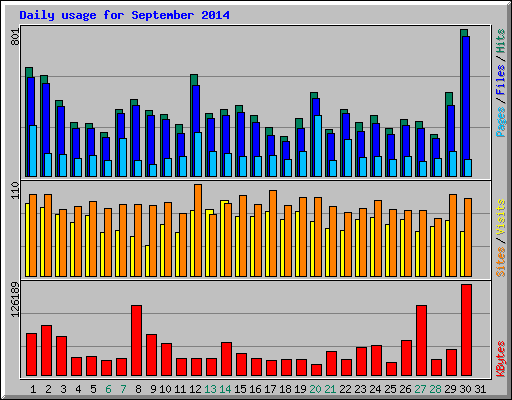 Daily usage for September 2014
801
Pages / Files / Hits
110
Sites / Visits
126189
KBytes
1 2 3 4 5 6 7 8 9 10 11 12 13 14 15 16 17 18 19 20 21 22 23 24 25 26 27 28 29 30 31